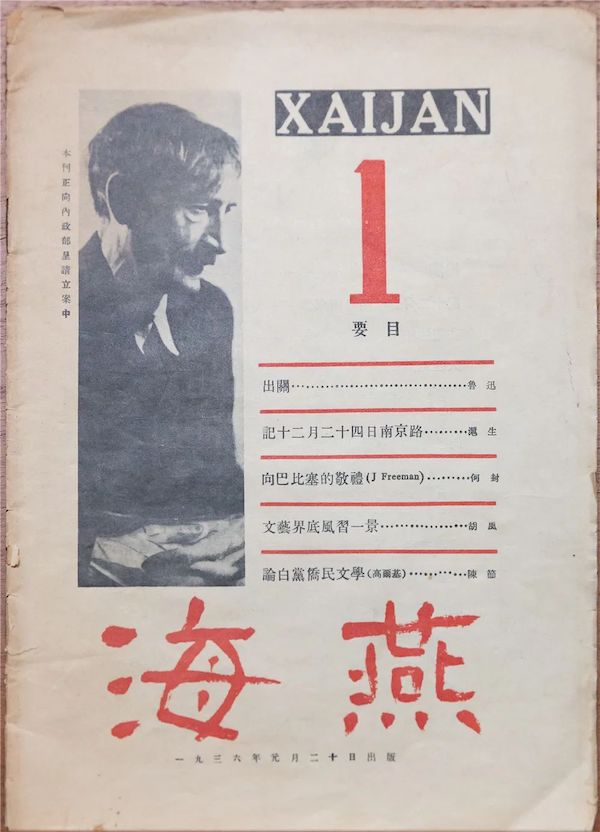 XAIJAN
1
要目
出關⋯⋯⋯⋯⋯⋯⋯⋯⋯⋯⋯⋯魯迅
記十二月二十四日南京路⋯⋯⋯滬生
向巴比塞的敬禮(J Freeman)⋯⋯⋯何封
文藝界底風習一景⋯⋯⋯⋯⋯⋯胡風
論白黨僑民文學(高爾基)⋯⋯⋯⋯陳節
本刊正向內政部呈請立案中
海燕
一九三六年元月二十日出版